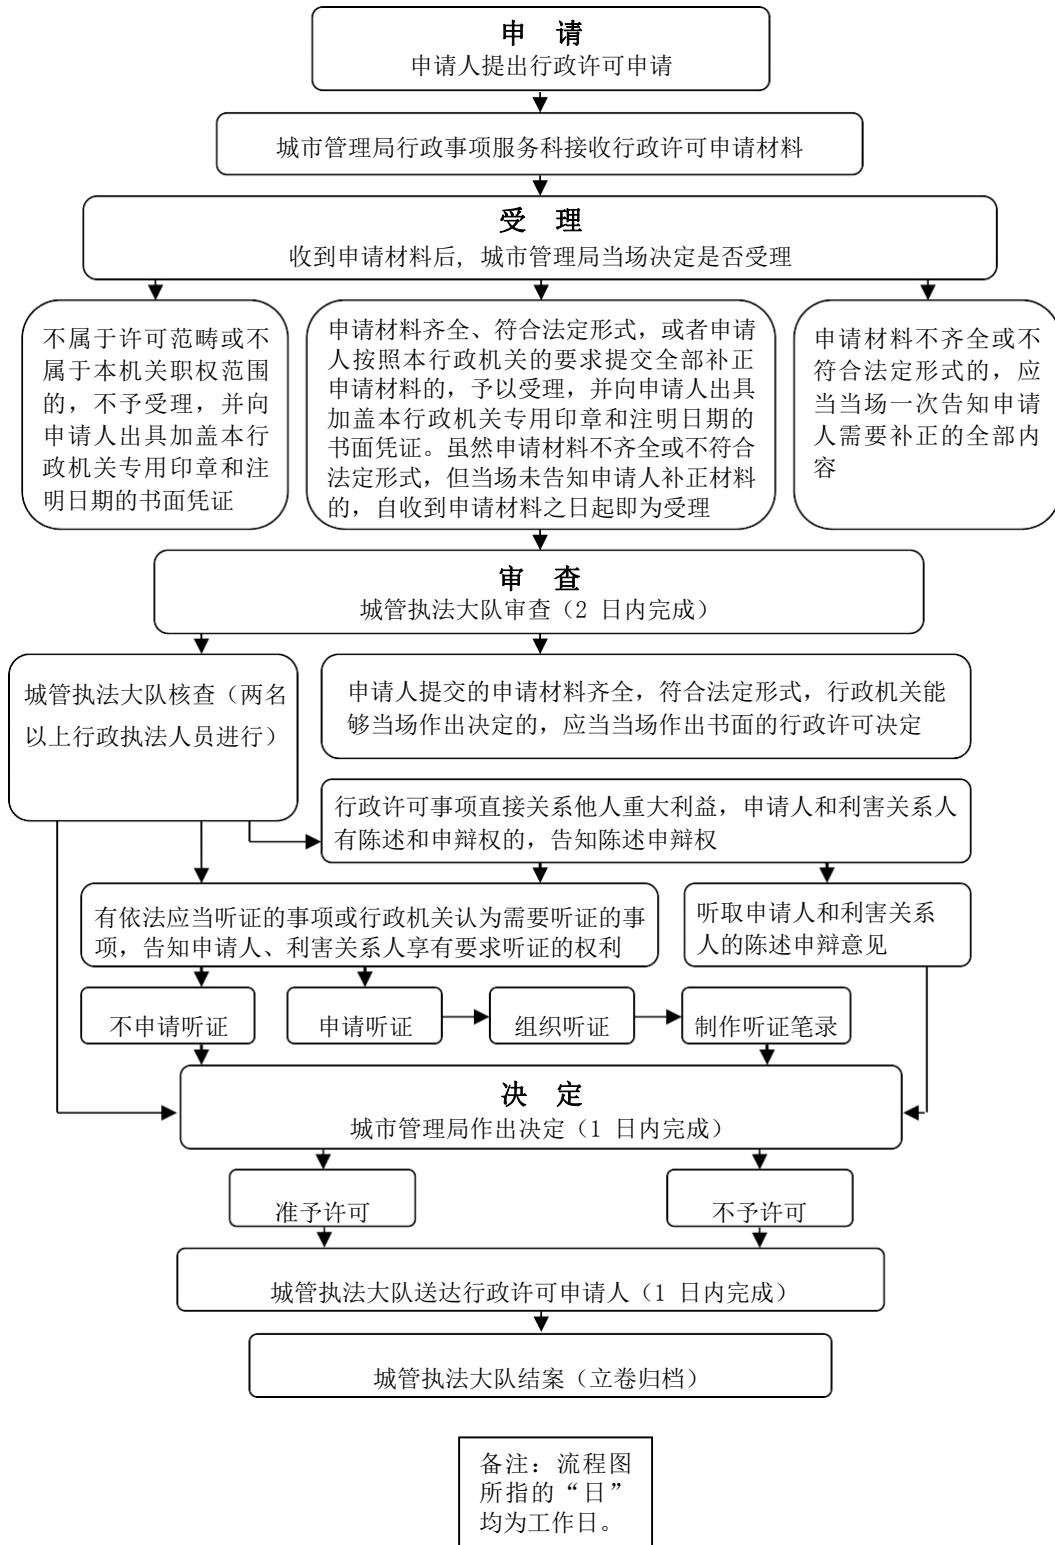 申 请
申请人提出行政许可申请
城市管理局行政事项服务科接收行政许可申请材料
受 理
收到申请材料后, 城市管理局当场决定是否受理
不属于许可范畴或不
属于本机关职权范围
的，不予受理，并向
申请人出具加盖本行
政机关专用印章和注
明日期的书面凭证
申请材料齐全、符合法定形式，或者申请
人按照本行政机关的要求提交全部补正
申请材料的，予以受理，并向申请人出具
加盖本行政机关专用印章和注明日期的
书面凭证。虽然申请材料不齐全或不符合
法定形式，但当场未告知申请人补正材料
的，自收到申请材料之日起即为受理
申请材料不齐全或不
符合法定形式的，应
当当场一次告知申请
人需要补正的全部内
容
审 查
城管执法大队审查（2 日内完成）
城管执法大队核查（两名
以上行政执法人员进行）
申请人提交的申请材料齐全，符合法定形式，行政机关能
够当场作出决定的，应当当场作出书面的行政许可决定
行政许可事项直接关系他人重大利益，申请人和利害关系人
有陈述和申辩权的，告知陈述申辩权
有依法应当听证的事项或行政机关认为需要听证的事
项，告知申请人、利害关系人享有要求听证的权利
听取申请人和利害关系
人的陈述申辩意见
不申请听证
申请听证
组织听证
制作听证笔录
决 定
城市管理局作出决定（1 日内完成）
准予许可
不予许可
城管执法大队送达行政许可申请人（1 日内完成）
城管执法大队结案（立卷归档）
备注：流程图
所指的“日”
均为工作日。